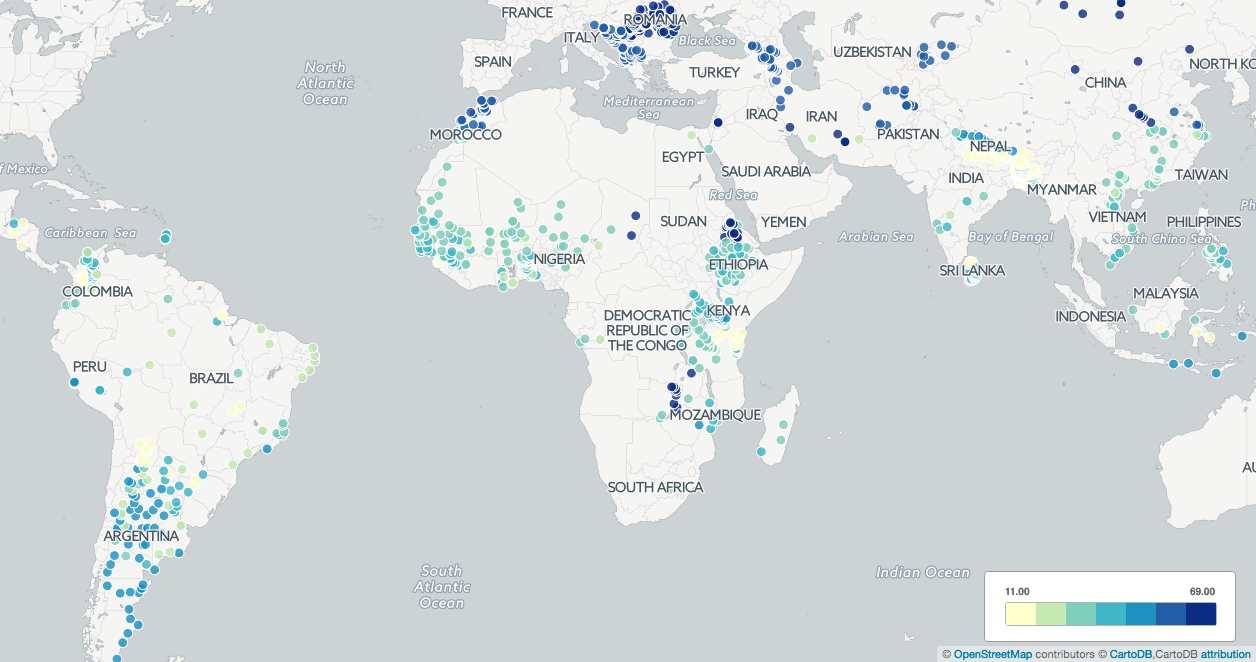 FRANCE
ROMANIA
ITALY
Black Sea
UZBEKISTAN
SPAIN
North
Atlantic
Ocean
TURKEY
CHINA
NORTH KO
Mediterranean
Sea
IRAQ
IRAN
MOROCCO
PAKISTAN
NEPAL
EGYPT
f Mexico
SAUDI ARABIA
INDIA
TAIWAN
MYANMAR
Red Sea
Ph
SUDAN
YEMEN
VIETNAM
PHILIPPINES
Caribbean Sea
Arabian Sea
Bay of Bengal
South China Sea
NIGERIA
ETHIOPIA
SRI LANKA
COLOMBIA
MALAYSIA
KENYA
DEMOCRATIC
REPUBLIC OF
THE CONGO
INDONESIA
PERU
BRAZIL
MOZAMBIQUE
AU
SOUTH AFRICA
ARGENTINA
South
Atlantic
Ocean
Indian Ocean
11.00 69.00
© OpenStreetMap contributors © CartoDB,CartoDB attribution